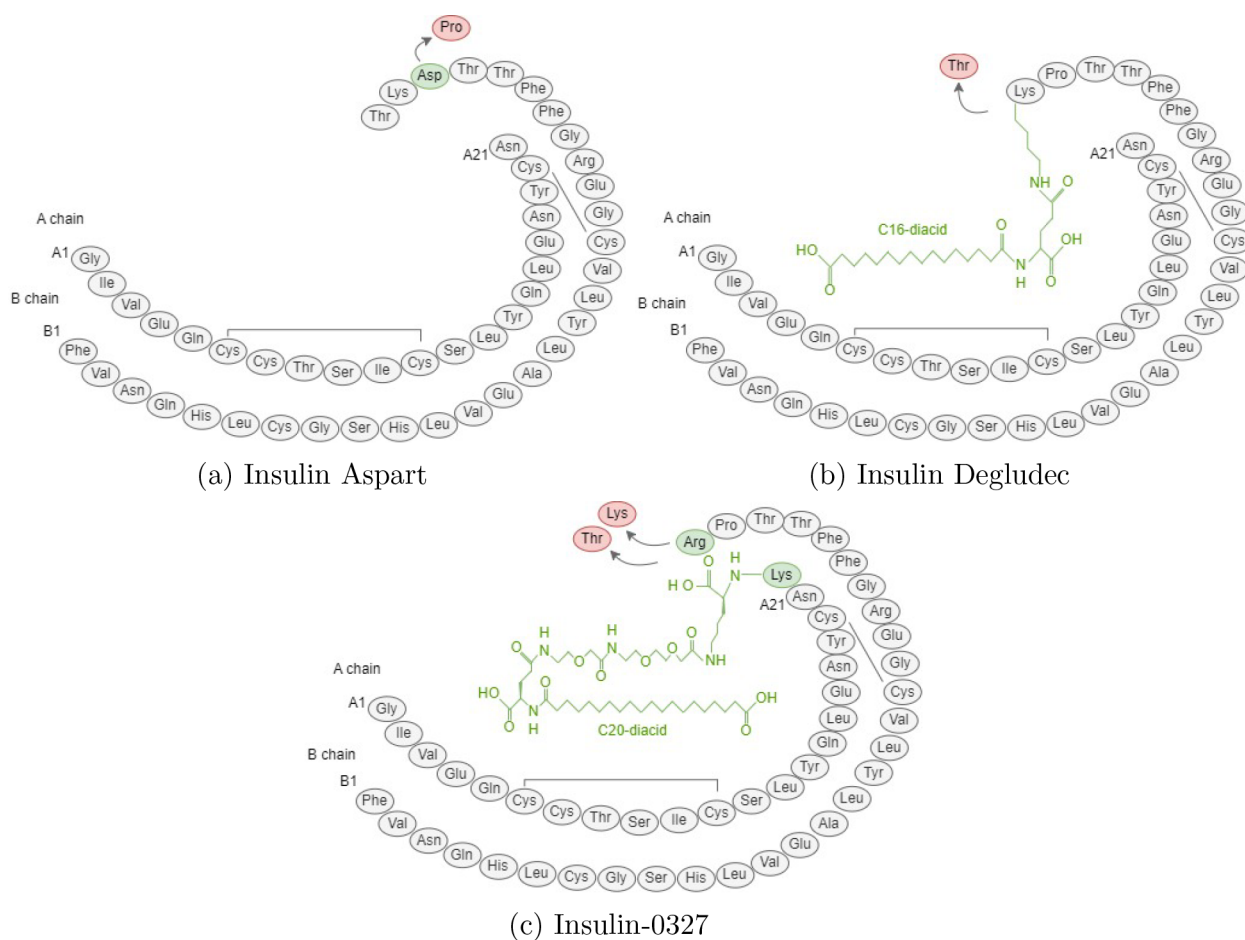 Pro
A chain
A1
Gly Ile Val Glu Gln Cys Cys Thr Ser Ile Cys Ser Leu Tyr Gln Leu Glu Asn Tyr Cys Asn
A21
B chain
B1
Phe Val Asn Gln His Leu Cys Gly Ser His Leu Val Glu Ala Leu Tyr Leu Val Cys Gly Glu Arg Gly Phe Phe Thr Thr Asp Lys Thr
(a) Insulin Aspart
Thr
NH
O
C16-diacid
HO
O
O
N
H
OH
O
A chain
A1
Gly Ile Val Glu Gln Cys Cys Thr Ser Ile Cys Ser Leu Tyr Gln Leu Glu Asn Tyr Cys Asn
A21
B chain
B1
Phe Val Asn Gln His Leu Cys Gly Ser His Leu Val Glu Ala Leu Tyr Leu Val Cys Gly Glu Arg Gly Phe Phe Thr Thr Pro Lys
(b) Insulin Degludec
Lys
Thr
O
H
N
HO
H
N
O
O
O
H
N
O
O
O
NH
HO
O
N
H
O
OH
O
C20-diacid
A chain
A1
Gly Ile Val Glu Gln Cys Cys Thr Ser Ile Cys Ser Leu Tyr Gln Leu Glu Asn Tyr Cys Asn Lys
A21
B chain
B1
Phe Val Asn Gln His Leu Cys Gly Ser His Leu Val Glu Ala Leu Tyr Leu Val Cys Gly Glu Arg Gly Phe Phe Thr Thr Pro Arg
(c) Insulin-0327